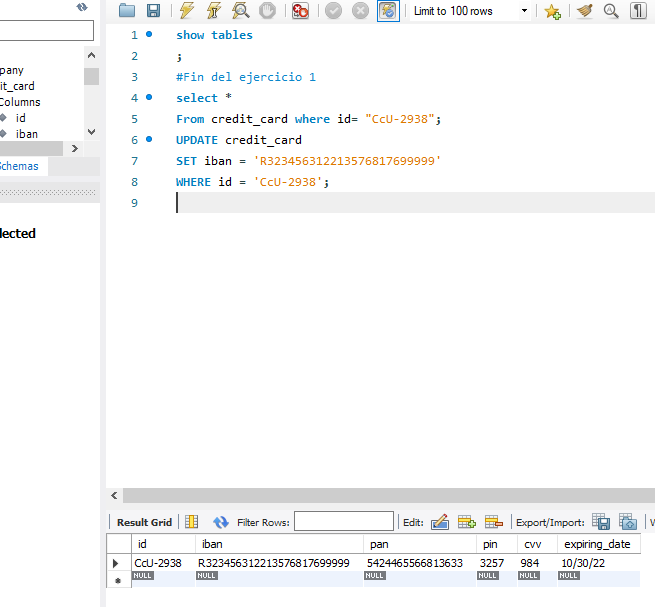 Limit to 100 rows
pany
it_card
Columns
id
iban
Schemas
lected
1 show tables
2 ;
3 #Fin del ejercicio 1
4 select *
5 From credit_card where id= "CcU-2938";
6 UPDATE credit_card
7 SET iban = 'R323456312213576817699999'
8 WHERE id = 'CcU-2938';
9
Result Grid Filter Rows: Edit: Export/Import: W
id iban pan pin cvv expiring_date
CcU-2938 R323456312213576817699999 5424465566813633 3257 984 10/30/22
NULL NULL NULL NULL NULL NULL